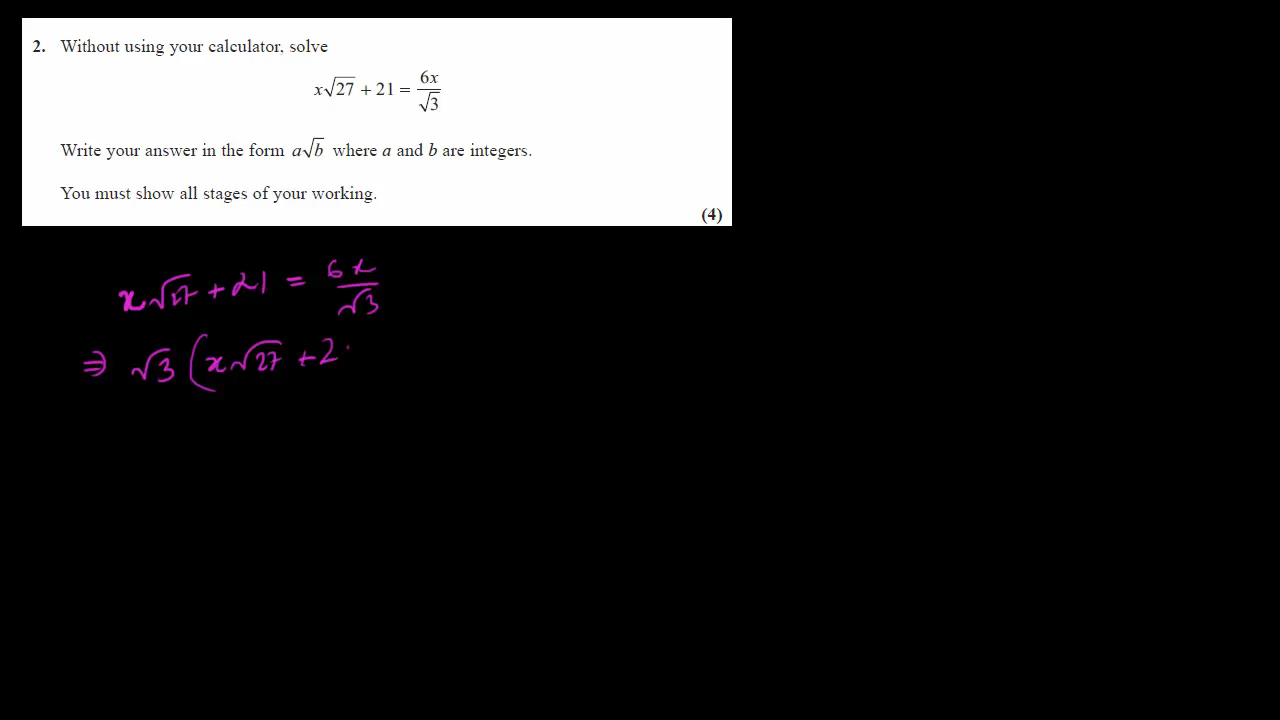 2. Without using your calculator, solve
x√27 + 21 = 6x/√3
Write your answer in the form a√b where a and b are integers.
You must show all stages of your working.
(4)
x√27 + 21 = 6x/√3
⇒ √3 (x√27 + 2